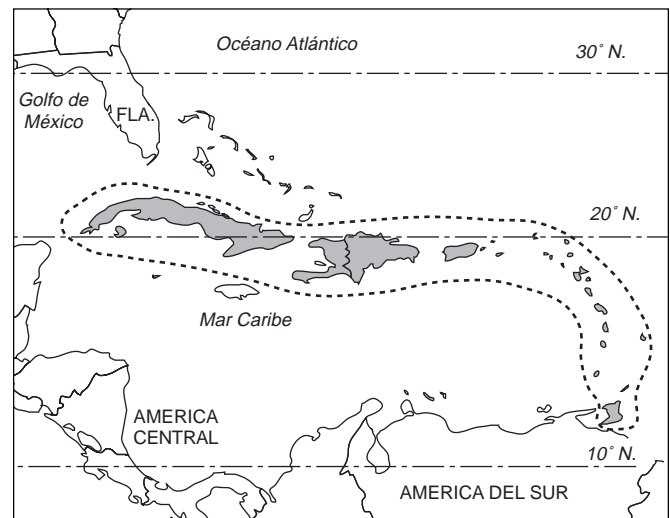 Océano Atlántico
30° N.
Golfo de
México
FLA.
20° N.
Mar Caribe
AMERICA
CENTRAL
10° N.
AMERICA DEL SUR